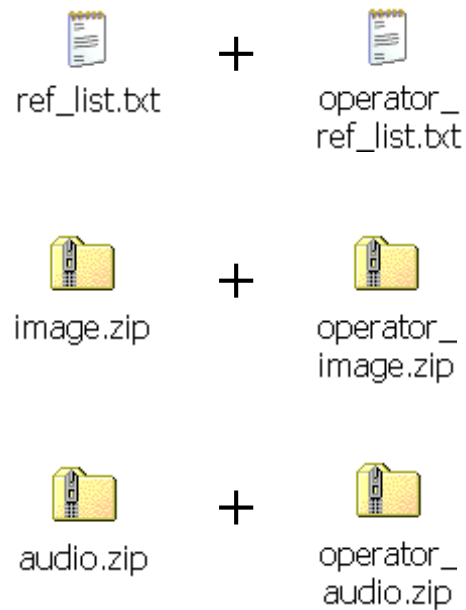 ref_list.txt + operator_
ref_list.txt
image.zip + operator_
image.zip
audio.zip + operator_
audio.zip